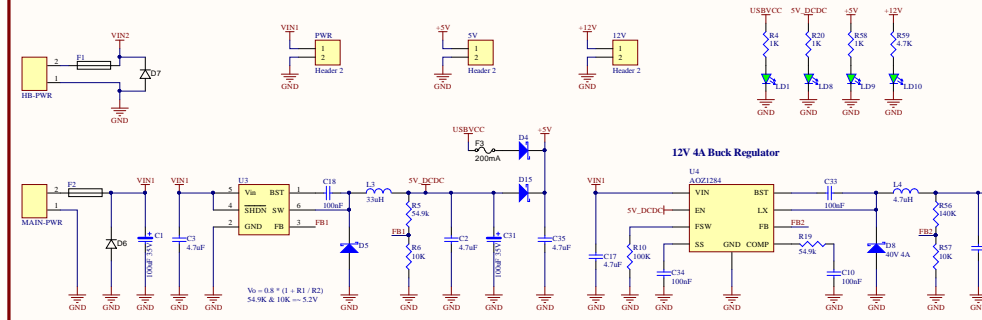 VIN2
F1
2
1
D7
HB-PWR
GND
VIN1
PWR
1
2
Header 2
GND
+5V
5V
1
2
Header 2
GND
+12V
12V
1
2
Header 2
GND
USBVCC
R4
1K
LD1
GND
5V_DCDC
R20
1K
LD8
GND
+5V
R58
1K
LD9
GND
+12V
R59
4.7K
LD10
GND
F2
2
1
MAIN-PWR
GND
D6
GND
VIN1
C1
100uF 35V
GND
VIN1
C3
4.7uF
GND
U3
5
Vin
BST
1
4
SHDN
SW
6
2
GND
FB
3
FB1
GND
C18
100nF
L3
33uH
D5
GND
5V_DCDC
R5
54.9k
FB1
R6
10K
GND
C2
4.7uF
GND
C31
100uF 35V
GND
USBVCC
F3
200mA
D4
+5V
D15
C35
4.7uF
GND
Vo = 0.8 * (1 + R1 / R2)
54.9K & 10K == 5.2V
12V 4A Buck Regulator
VIN1
C17
4.7uF
GND
5V_DCDC
R10
100K
GND
C34
100nF
GND
U4
AOZ1284
VIN
BST
EN
LX
FSW
FB
SS
GND
COMP
GND
FB2
R19
54.9k
C10
100nF
GND
C33
100nF
L4
4.7uH
D8
40V 4A
GND
R56
140K
FB2
R57
10K
GND
GND